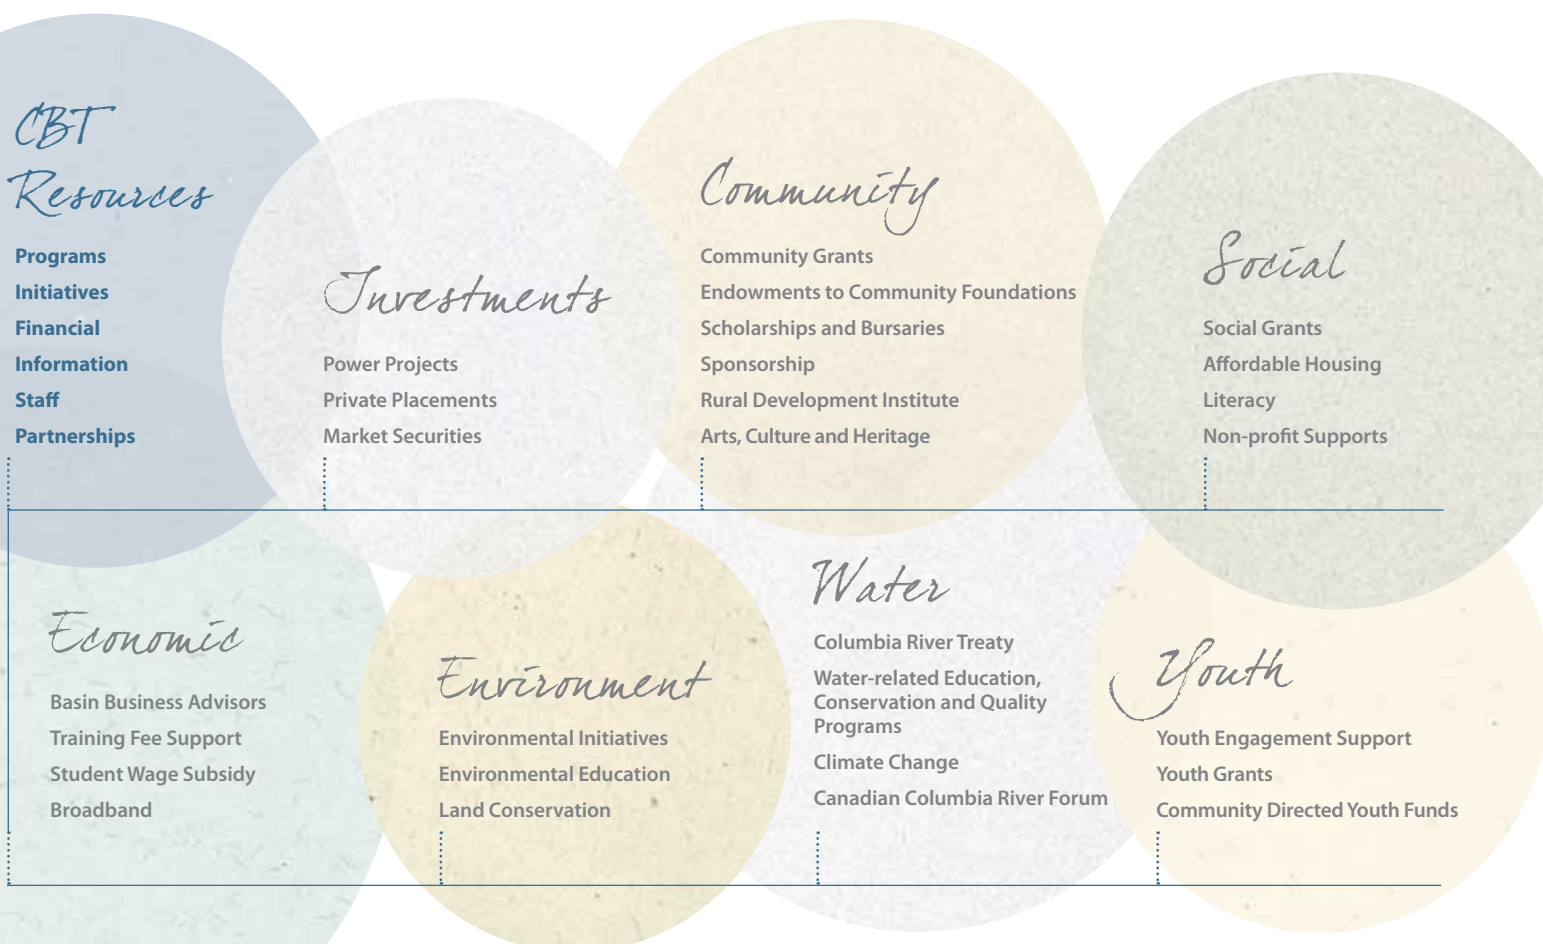 CBT
Resources
Programs
Initiatives
Financial
Information
Staff
Partnerships
Investments
Power Projects
Private Placements
Market Securities
Community
Community Grants
Endowments to Community Foundations
Scholarships and Bursaries
Sponsorship
Rural Development Institute
Arts, Culture and Heritage
Social
Social Grants
Affordable Housing
Literacy
Non-profit Supports
Economic
Basin Business Advisors
Training Fee Support
Student Wage Subsidy
Broadband
Environment
Environmental Initiatives
Environmental Education
Land Conservation
Water
Columbia River Treaty
Water-related Education,
Conservation and Quality
Programs
Climate Change
Canadian Columbia River Forum
Youth
Youth Engagement Support
Youth Grants
Community Directed Youth Funds